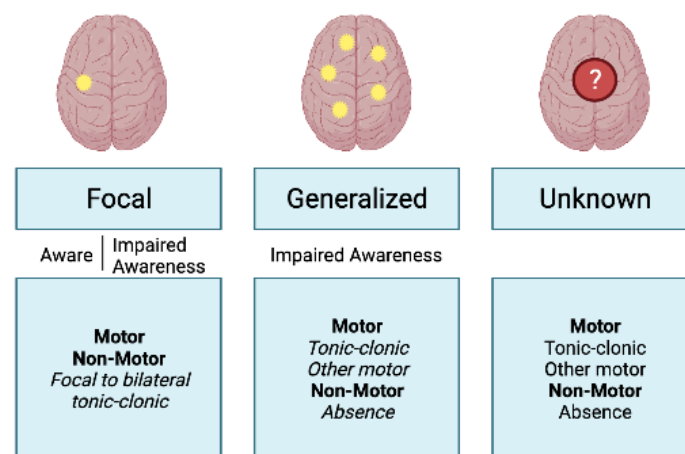 ?
Focal
Generalized
Unknown
Aware
Impaired
Awareness
Impaired Awareness
Motor
Non-Motor
Focal to bilateral
tonic-clonic
Motor
Tonic-clonic
Other motor
Non-Motor
Absence
Motor
Tonic-clonic
Other motor
Non-Motor
Absence